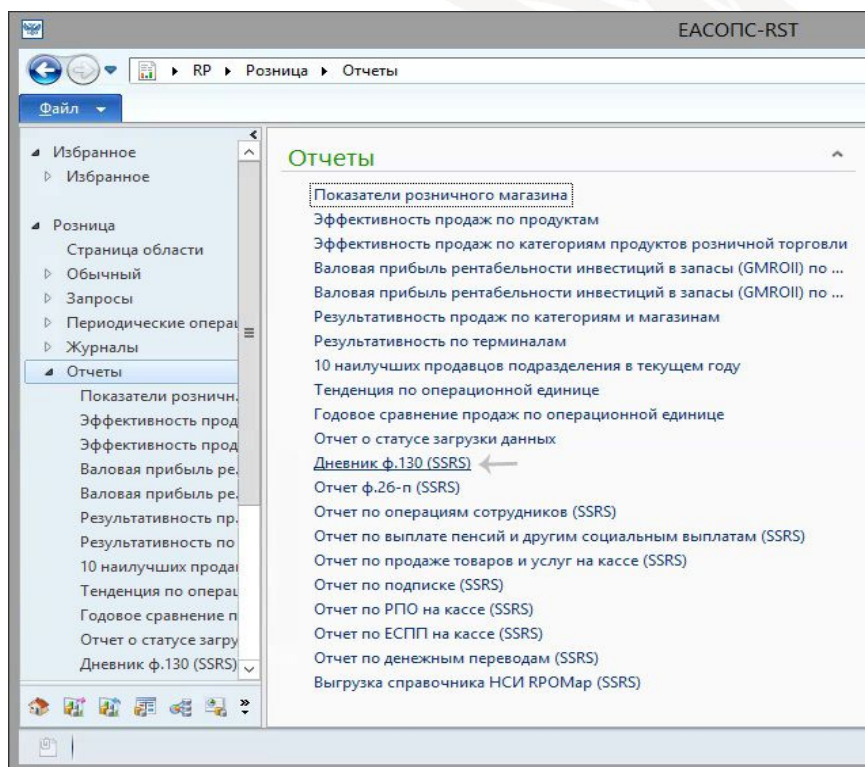 ЕАСОПС-RST
RP ▸ Розница ▸ Отчеты
Файл
Избранное
Избранное
Розница
Страница области
Обычный
Запросы
Периодические операц
Журналы
Отчеты
Показатели розничн.
Эффективность прод
Эффективность прод
Валовая прибыль ре.
Валовая прибыль ре.
Результативность пр.
Результативность по
10 наилучших продав
Тенденция по операц
Годовое сравнение п
Отчет о статусе загру
Дневник ф.130 (SSRS)
Отчеты
Показатели розничного магазина
Эффективность продаж по продуктам
Эффективность продаж по категориям продуктов розничной торговли
Валовая прибыль рентабельности инвестиций в запасы (GMROII) по ...
Валовая прибыль рентабельности инвестиций в запасы (GMROII) по ...
Результативность продаж по категориям и магазинам
Результативность по терминалам
10 наилучших продавцов подразделения в текущем году
Тенденция по операционной единице
Годовое сравнение продаж по операционной единице
Отчет о статусе загрузки данных
Дневник ф.130 (SSRS)
Отчет ф.26-п (SSRS)
Отчет по операциям сотрудников (SSRS)
Отчет по выплате пенсий и другим социальным выплатам (SSRS)
Отчет по продаже товаров и услуг на кассе (SSRS)
Отчет по подписке (SSRS)
Отчет по РПО на кассе (SSRS)
Отчет по ЕСПП на кассе (SSRS)
Отчет по денежным переводам (SSRS)
Выгрузка справочника НСИ RPOMap (SSRS)